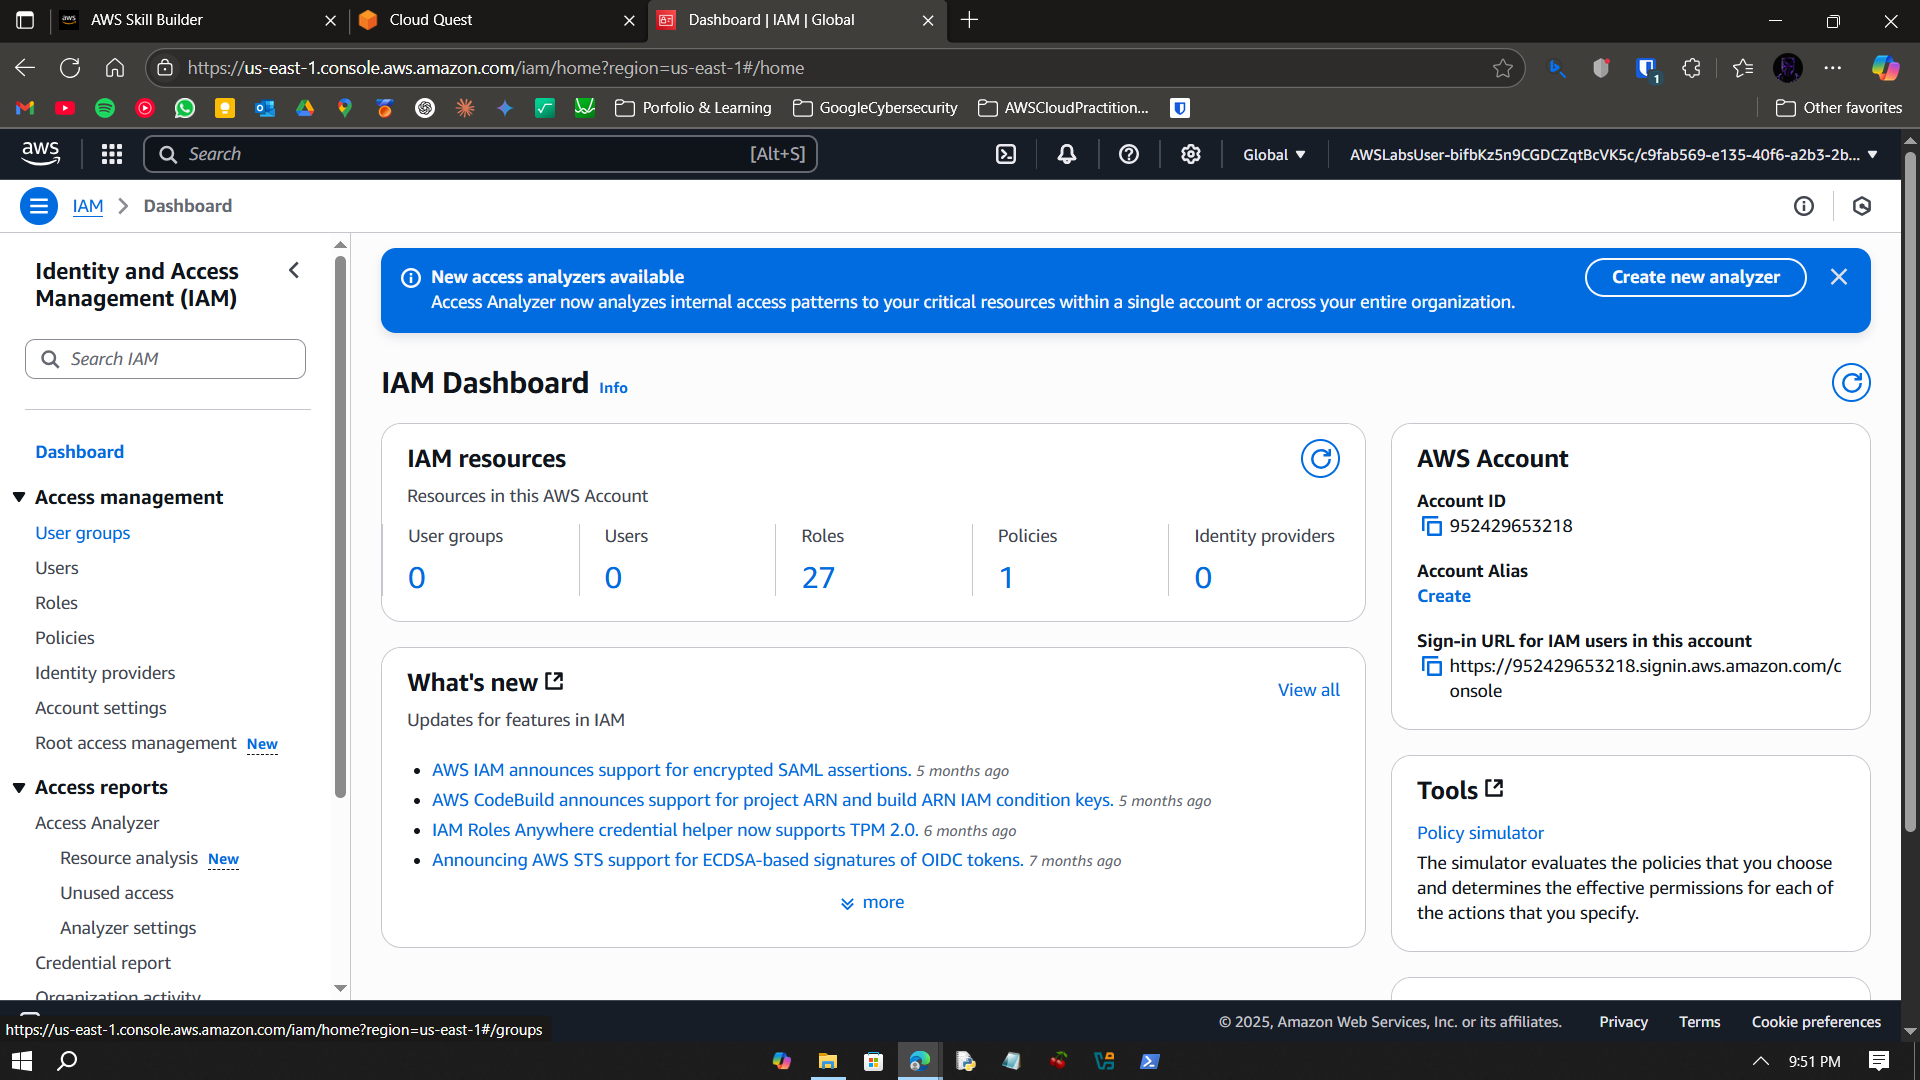 AWS Skill Builder
Cloud Quest
Dashboard | IAM | Global
https://us-east-1.console.aws.amazon.com/iam/home?region=us-east-1#/home
1
Porfolio & Learning
GoogleCybersecurity
AWSCloudPractition...
Other favorites
aws
Search
[Alt+S]
Global
AWSLabsUser-bifbKz5n9CGDCZqtBcVK5c/c9fab569-e135-40f6-a2b3-2b...
IAM
Dashboard
Identity and Access
Management (IAM)
Search IAM
Dashboard
Access management
User groups
Users
Roles
Policies
Identity providers
Account settings
Root access management New
Access reports
Access Analyzer
Resource analysis New
Unused access
Analyzer settings
Credential report
Organization activity
New access analyzers available
Access Analyzer now analyzes internal access patterns to your critical resources within a single account or across your entire organization.
Create new analyzer
IAM Dashboard Info
IAM resources
Resources in this AWS Account
User groups
0
Users
0
Roles
27
Policies
1
Identity providers
0
What's new
View all
Updates for features in IAM
AWS IAM announces support for encrypted SAML assertions. 5 months ago
AWS CodeBuild announces support for project ARN and build ARN IAM condition keys. 5 months ago
IAM Roles Anywhere credential helper now supports TPM 2.0. 6 months ago
Announcing AWS STS support for ECDSA-based signatures of OIDC tokens. 7 months ago
more
AWS Account
Account ID
952429653218
Account Alias
Create
Sign-in URL for IAM users in this account
https://952429653218.signin.aws.amazon.com/c
onsole
Tools
Policy simulator
The simulator evaluates the policies that you choose
and determines the effective permissions for each of
the actions that you specify.
https://us-east-1.console.aws.amazon.com/iam/home?region=us-east-1#/groups
© 2025, Amazon Web Services, Inc. or its affiliates.
Privacy
Terms
Cookie preferences
9:51 PM